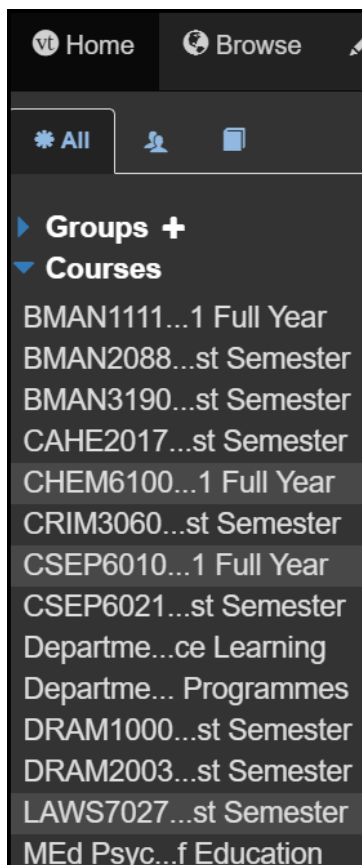 vt Home Browse
All
Groups +
Courses
BMAN1111...1 Full Year
BMAN2088...st Semester
BMAN3190...st Semester
CAHE2017...st Semester
CHEM6100...1 Full Year
CRIM3060...st Semester
CSEP6010...1 Full Year
CSEP6021...st Semester
Departme...ce Learning
Departme... Programmes
DRAM1000...st Semester
DRAM2003...st Semester
LAWS7027...st Semester
MEd Psyc...f Education